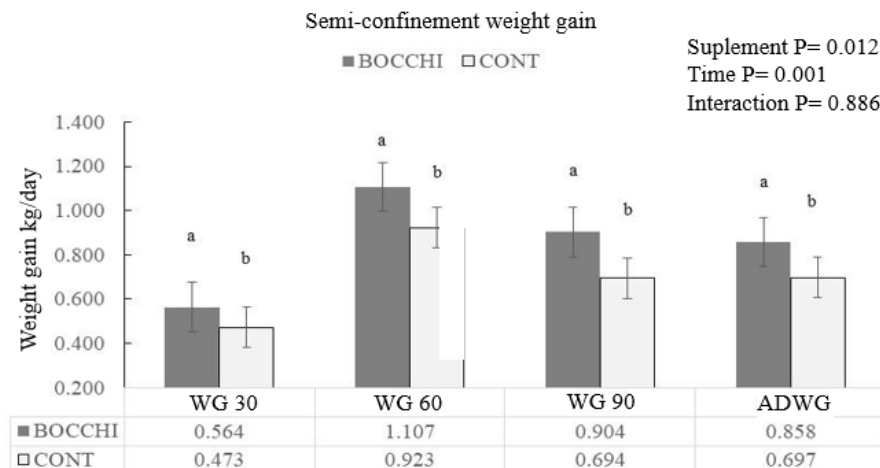 Semi-confinement weight gain
BOCCHI CONT
Suplement P= 0.012
Time P= 0.001
Interaction P= 0.886
Weight gain kg/day
1.400
1.200
1.000
0.800
0.600
0.400
0.200
a b a b a b a b
WG 30 WG 60 WG 90 ADWG
BOCCHI 0.564 1.107 0.904 0.858
CONT 0.473 0.923 0.694 0.697